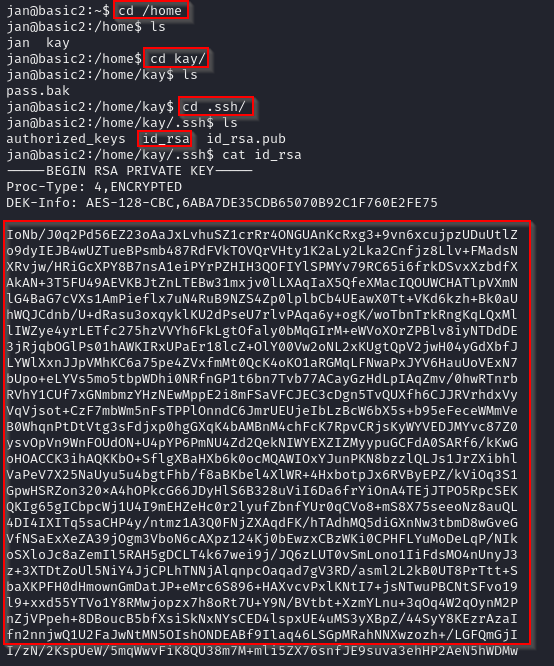 jan@basic2:~$ cd /home
jan@basic2:/home$ ls
jan  kay
jan@basic2:/home$ cd kay/
jan@basic2:/home/kay$ ls
pass.bak
jan@basic2:/home/kay$ cd .ssh/
jan@basic2:/home/kay/.ssh$ ls
authorized_keys  id_rsa  id_rsa.pub
jan@basic2:/home/kay/.ssh$ cat id_rsa
-----BEGIN RSA PRIVATE KEY-----
Proc-Type: 4,ENCRYPTED
DEK-Info: AES-128-CBC,6ABA7DE35CDB65070B92C1F760E2FE75

IoNb/J0q2Pd56EZ23oAaJxLvhuSZ1crRr4ONGUAnKcRxg3+9vn6xcujpzUDuUtlZ
o9dyIEJB4wUZTueBPsmb487RdFVkTOVQrVHty1K2aLy2Lka2Cnfjz8Llv+FMadsN
XRvjw/HRiGcXPY8B7nsA1eiPYrPZHIH3QOFIYlSPMYv79RC65i6frkDSvxXzbdfX
AkAN+3T5FU49AEVKBJtZnLTEBw31mxjv0lLXAqIaX5QfeXMacIQOUWCHATlpVXmN
lG4BaG7cVXs1AmPieflx7uN4RuB9NZS4Zp0lplbCb4UEawX0Tt+VKd6kzh+Bk0aU
hWQJCdnb/U+dRasu3oxqyklKU2dPseU7rlvPAqa6y+ogK/woTbnTrkRngKqLQxMl
lIWZye4yrLETfc275hzVVYh6FkLgtOfaly0bMqGIrM+eWVoXOrZPBlv8iyNTDdDE
3jRjqbOGlPs01hAWKIRxUPaEr18lcZ+OlY00Vw2oNL2xKUgtQpV2jwH04yGdXbfJ
LYWlXxnJJpVMhKC6a75pe4ZVxfmMt0QcK4oKO1aRGMqLFNwaPxJYV6HauUoVExN7
bUpo+eLYVs5mo5tbpWDhi0NRfnGP1t6bn7Tvb77ACayGzHdLpIAqZmv/0hwRTnrb
RVhY1CUf7xGNmbmzYHzNEwMppE2i8mFSaVFCJEC3cDgn5TvQUXfh6CJJRVrhdxVy
VqVjsot+CzF7mbWm5nFsTPPlOnndC6JmrUEUjeIbLzBcW6bX5s+b95eFeceWMmVe
B0WhqnPtDtVtg3sFdjxp0hgGXqK4bAMBnM4chFcK7RpvCRjsKyWYVEDJMYvc87Z0
ysvOpVn9WnFOUdON+U4pYP6PmNU4Zd2QekNIWYEXZIZMyypuGCFdA0SARf6/kKwG
oHOACCK3ihAQKKbO+SflgXBaHXb6k0ocMQAWIOxYJunPKN8bzzlQLJs1JrZXibhl
VaPeV7X25NaUyu5u4bgtFhb/f8aBKbel4XlWR+4HxbotpJx6RVByEPZ/kViOq3S1
GpwHSRZon320×A4hOPkcG66JDyHlS6B328uViI6Da6frYiOnA4TEjJTPO5RpcSEK
QKIg65gICbpcWj1U4I9mEHZeHc0r2lyufZbnfYUr0qCVo8+mS8X75seeoNz8auQL
4DI4IXITq5saCHP4y/ntmz1A3Q0FNjZXAqdFK/hTAdhMQ5diGXnNw3tbmD8wGveG
VfNSaExXeZA39jOgm3VboN6cAXpz124Kj0bEwzxCBzWKi0CPHFLYuMoDeLqP/NIk
oSXloJc8aZemIl5RAH5gDCLT4k67wei9j/JQ6zLUT0vSmLono1IiFdsMO4nUnyJ3
z+3XTDtZoUl5NiY4JjCPLhTNNjAlqnpcOaqad7gV3RD/asml2L2kB0UT8PrTtt+S
baXKPFH0dHmownGmDatJP+eMrc6S896+HAXvcvPxlKNtI7+jsNTwuPBCNtSFvo19
l9+xxd55YTVo1Y8RMwjopzx7h8oRt7U+Y9N/BVtbt+XzmYLnu+3qOq4W2qOynM2P
nZjVPpeh+8DBoucB5bfXsiSkNxNYsCED4lspxUE4uMS3yXBpZ/44SyY8KEzrAzaI
fn2nnjwQ1U2FaJwNtMN5OIshONDEABf9Ilaq46LSGpMRahNNXwzozh+/LGFQmGjI
I/zN/2KspUeW/5mqWwvFiK8QU38m7M+mli5ZX76snfJE9suva3ehHP2AeN5hWDMw